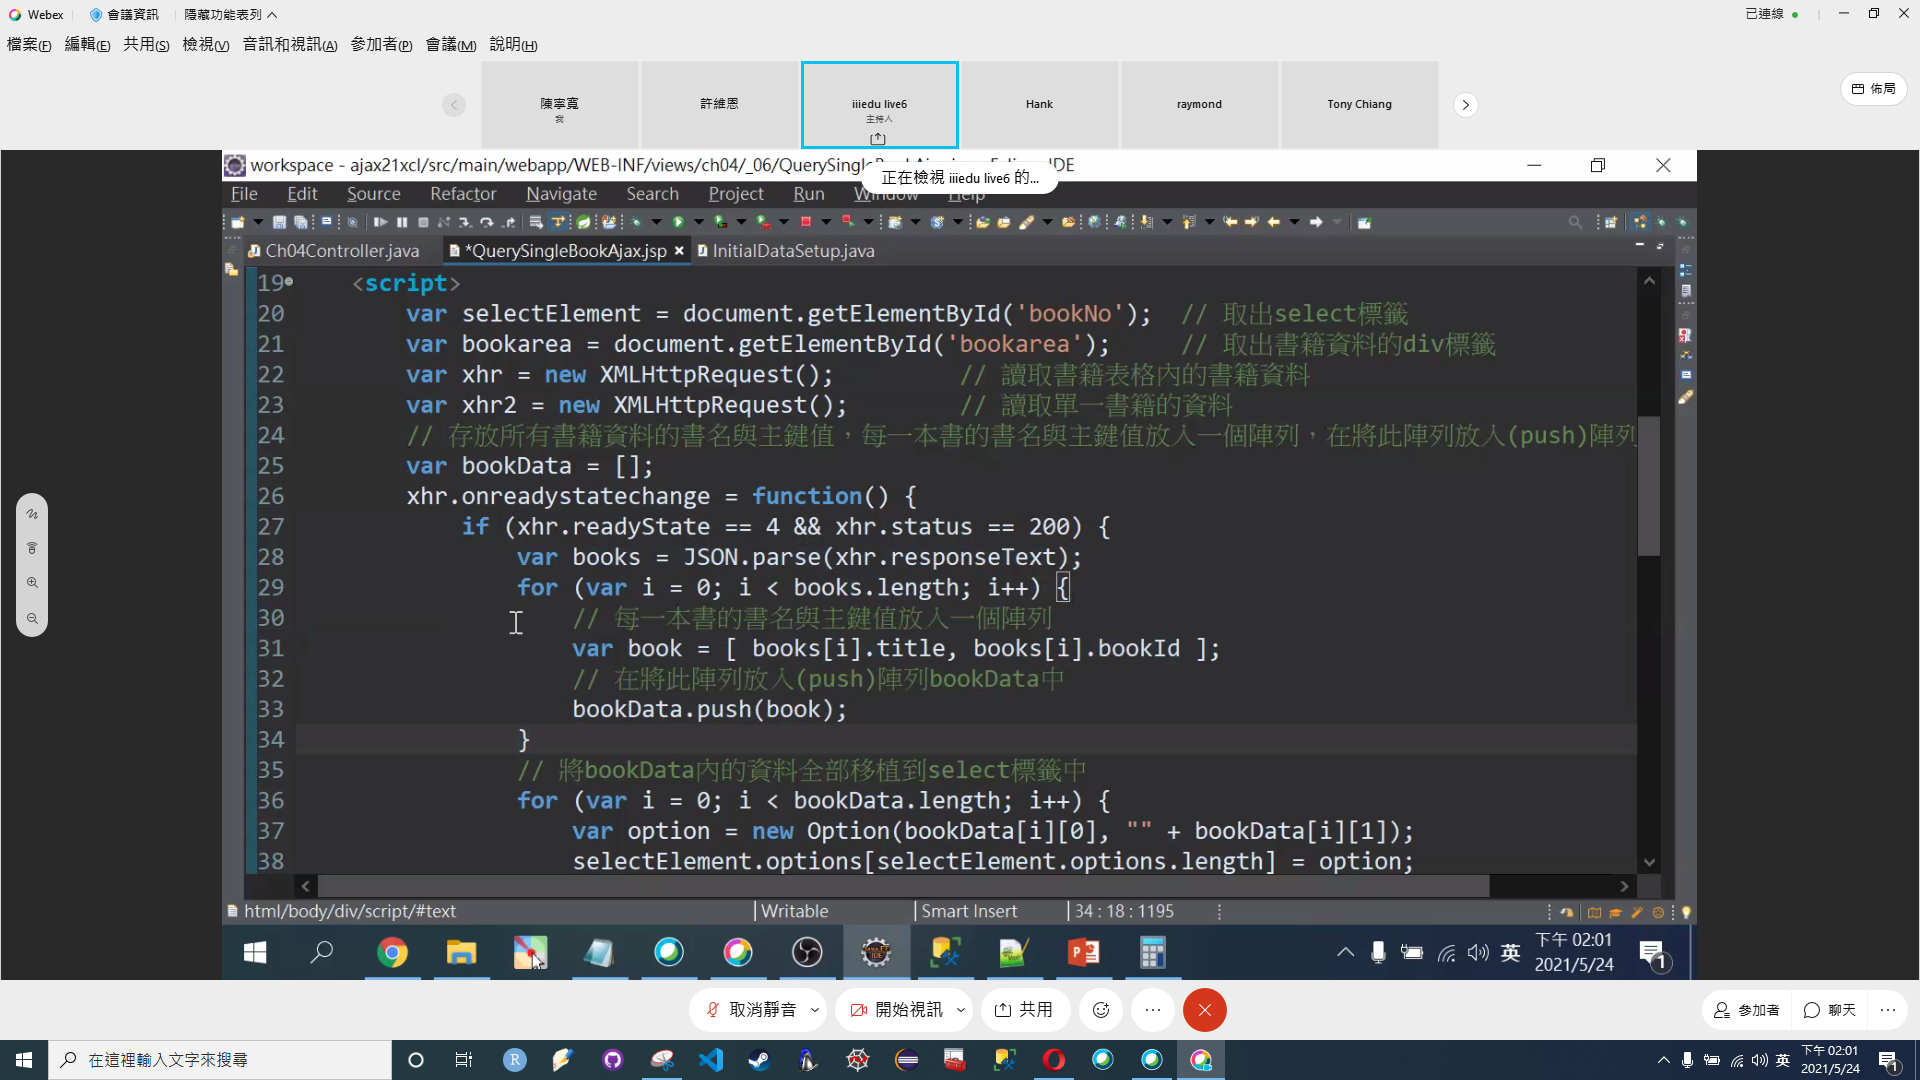 Webex 會議資訊 隱藏功能表列 已連線
檔案(F) 編輯(E) 共用(S) 檢視(V) 音訊和視訊(A) 參加者(P) 會議(M) 說明(H)
陳寧寬 許維恩 iiiedu live6 Hank raymond Tony Chiang
我 主持人
佈局
workspace - ajax21xcl/src/main/webapp/WEB-INF/views/ch04/_06/QuerySingleBookAjax.jsp - Eclipse IDE
正在檢視 iiiedu live6 的...
File Edit Source Refactor Navigate Search Project Run Window Help
Ch04Controller.java *QuerySingleBookAjax.jsp InitialDataSetup.java
19 <script>
20 var selectElement = document.getElementById('bookNo'); // 取出select標籤
21 var bookarea = document.getElementById('bookarea'); // 取出書籍資料的div標籤
22 var xhr = new XMLHttpRequest(); // 讀取書籍表格內的書籍資料
23 var xhr2 = new XMLHttpRequest(); // 讀取單一書籍的資料
24 // 存放所有書籍資料的書名與主鍵值，每一本書的書名與主鍵值放入一個陣列，在將此陣列放入(push)陣列
25 var bookData = [];
26 xhr.onreadystatechange = function() {
27 if (xhr.readyState == 4 && xhr.status == 200) {
28 var books = JSON.parse(xhr.responseText);
29 for (var i = 0; i < books.length; i++) {
30 // 每一本書的書名與主鍵值放入一個陣列
31 var book = [ books[i].title, books[i].bookId ];
32 // 在將此陣列放入(push)陣列bookData中
33 bookData.push(book);
34 }
35 // 將bookData內的資料全部移植到select標籤中
36 for (var i = 0; i < bookData.length; i++) {
37 var option = new Option(bookData[i][0], "" + bookData[i][1]);
38 selectElement.options[selectElement.options.length] = option;
html/body/div/script/#text Writable Smart Insert 34 : 18 : 1195
英 下午 02:01
2021/5/24 1
取消靜音 開始視訊 共用 參加者 聊天
在這裡輸入文字來搜尋 英 下午 02:01
2021/5/24 1